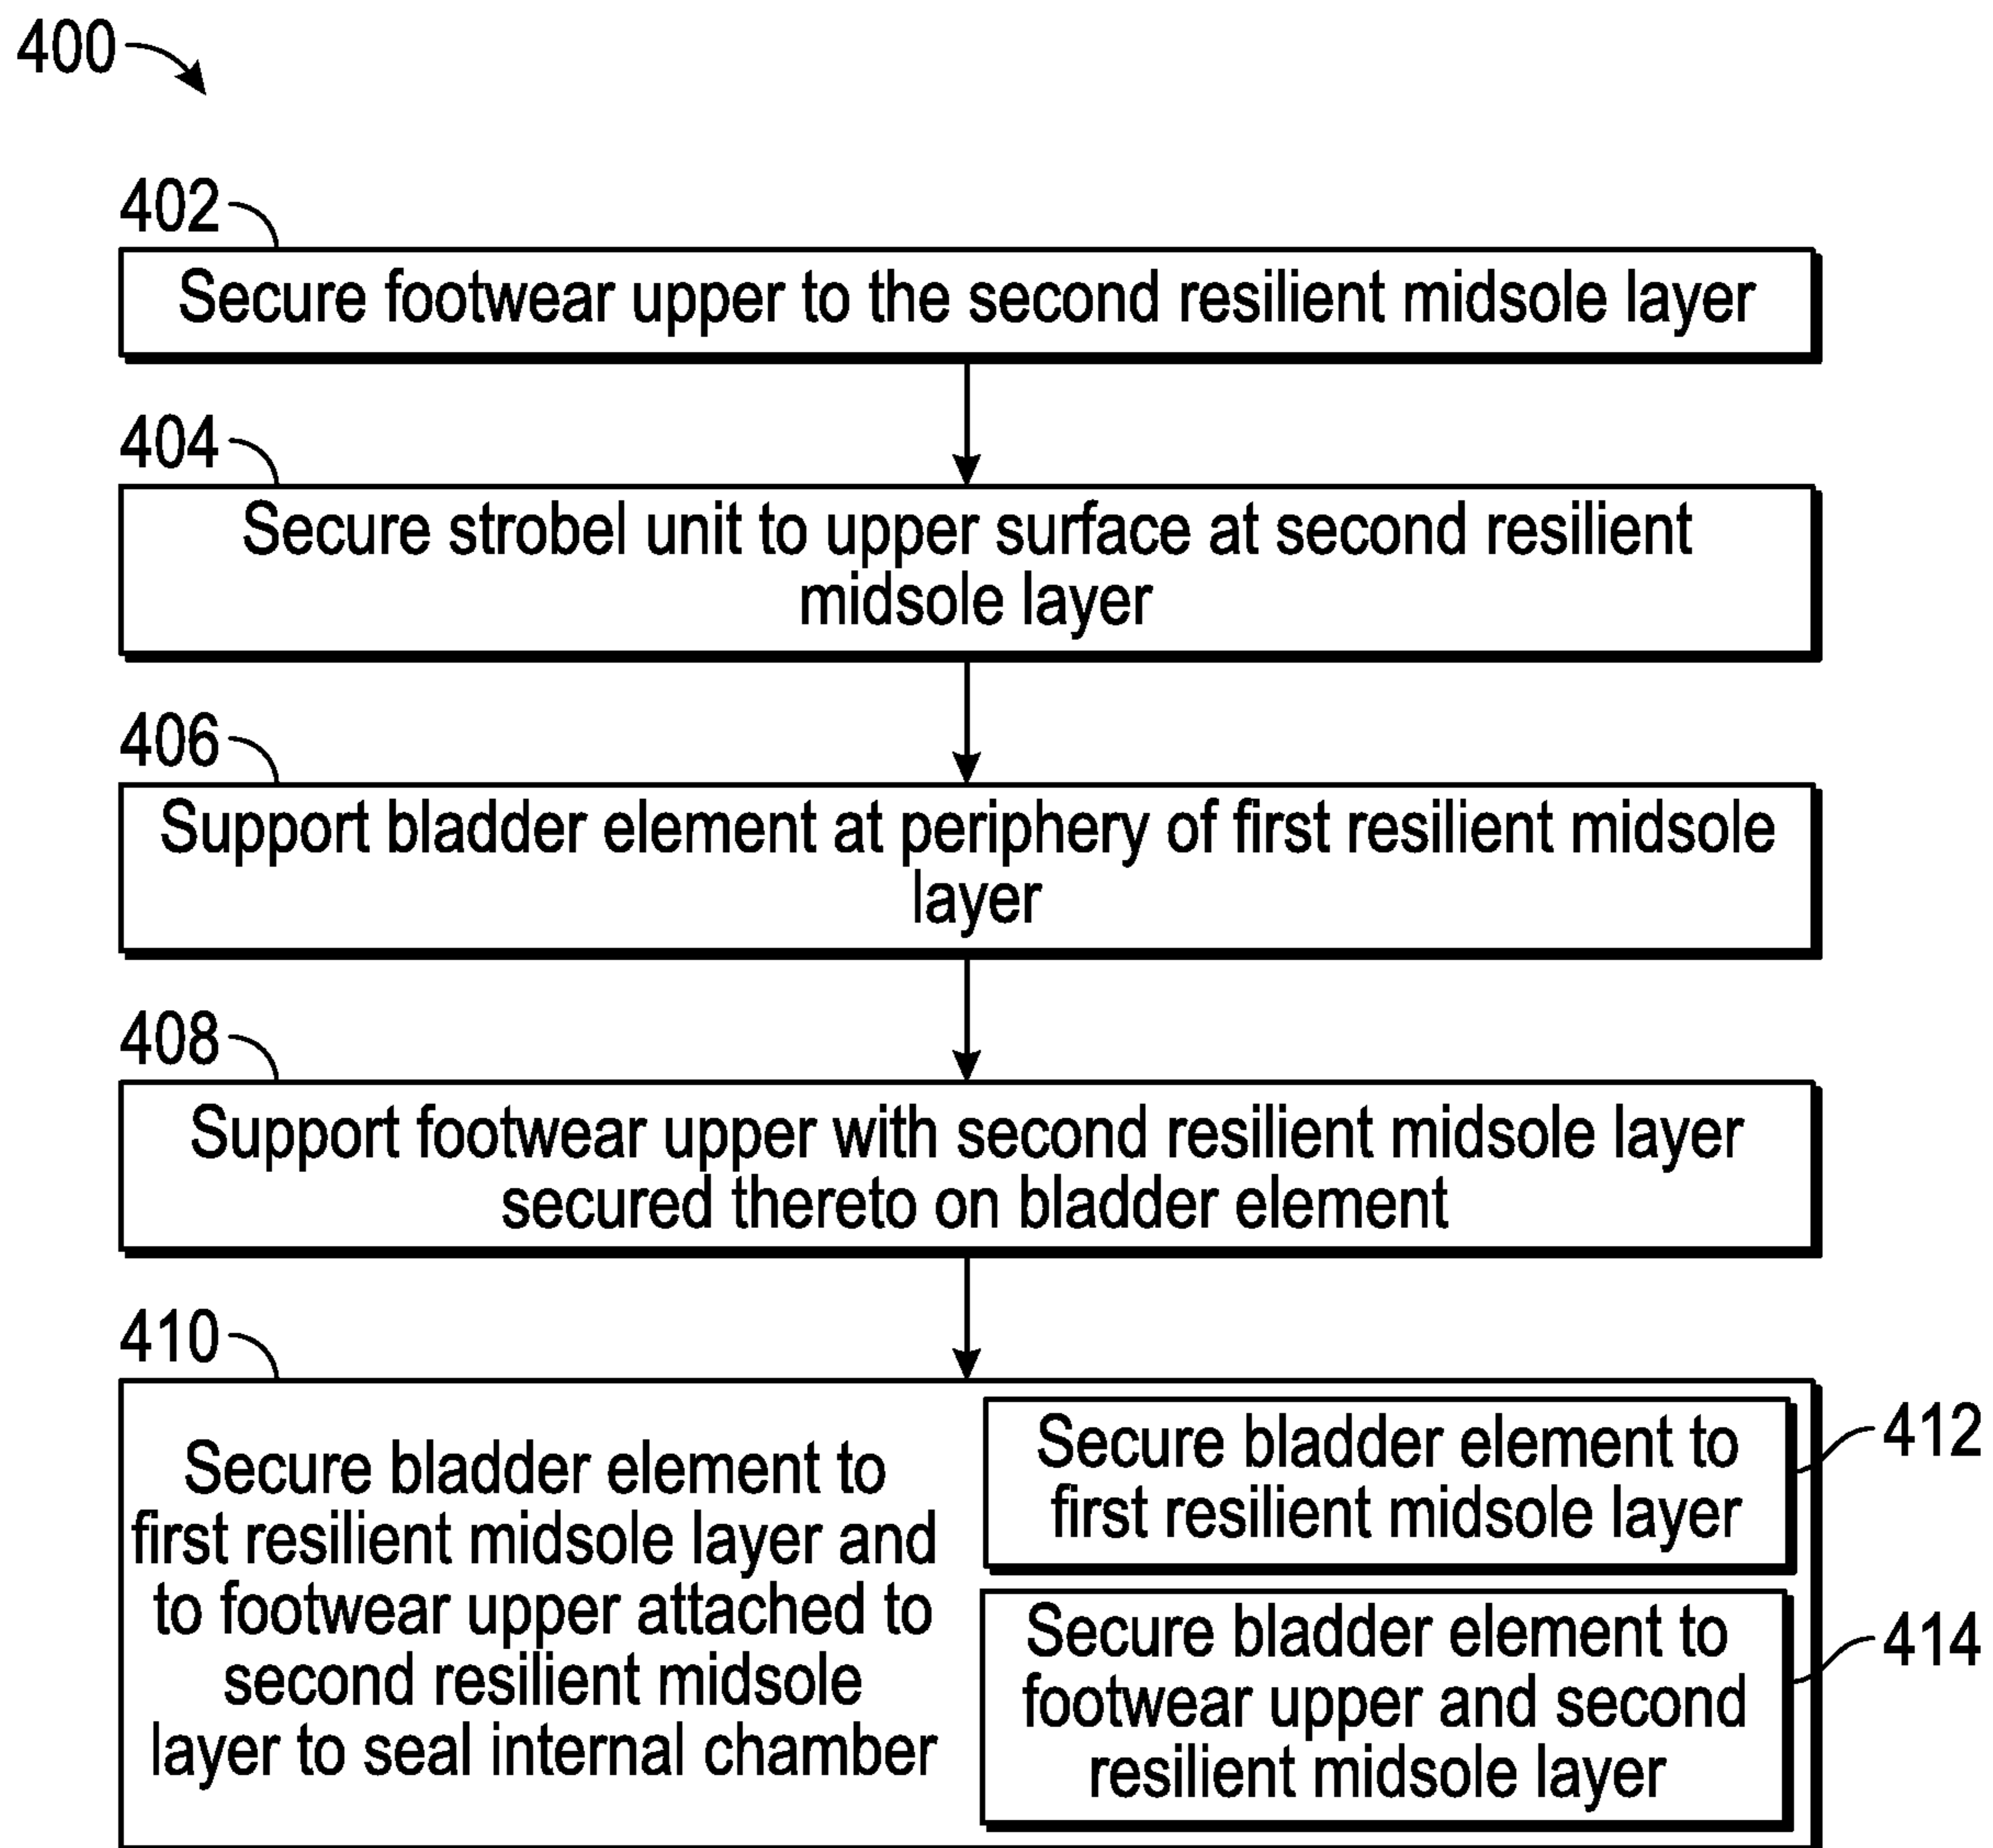 400
402
Secure footwear upper to the second resilient midsole layer
404
Secure strobel unit to upper surface at second resilient
midsole layer
406
Support bladder element at periphery of first resilient midsole
layer
408
Support footwear upper with second resilient midsole layer
secured thereto on bladder element
410
Secure bladder element to
first resilient midsole layer and
to footwear upper attached to
second resilient midsole
layer to seal internal chamber
Secure bladder element to
first resilient midsole layer
412
Secure bladder element to
footwear upper and second
resilient midsole layer
414